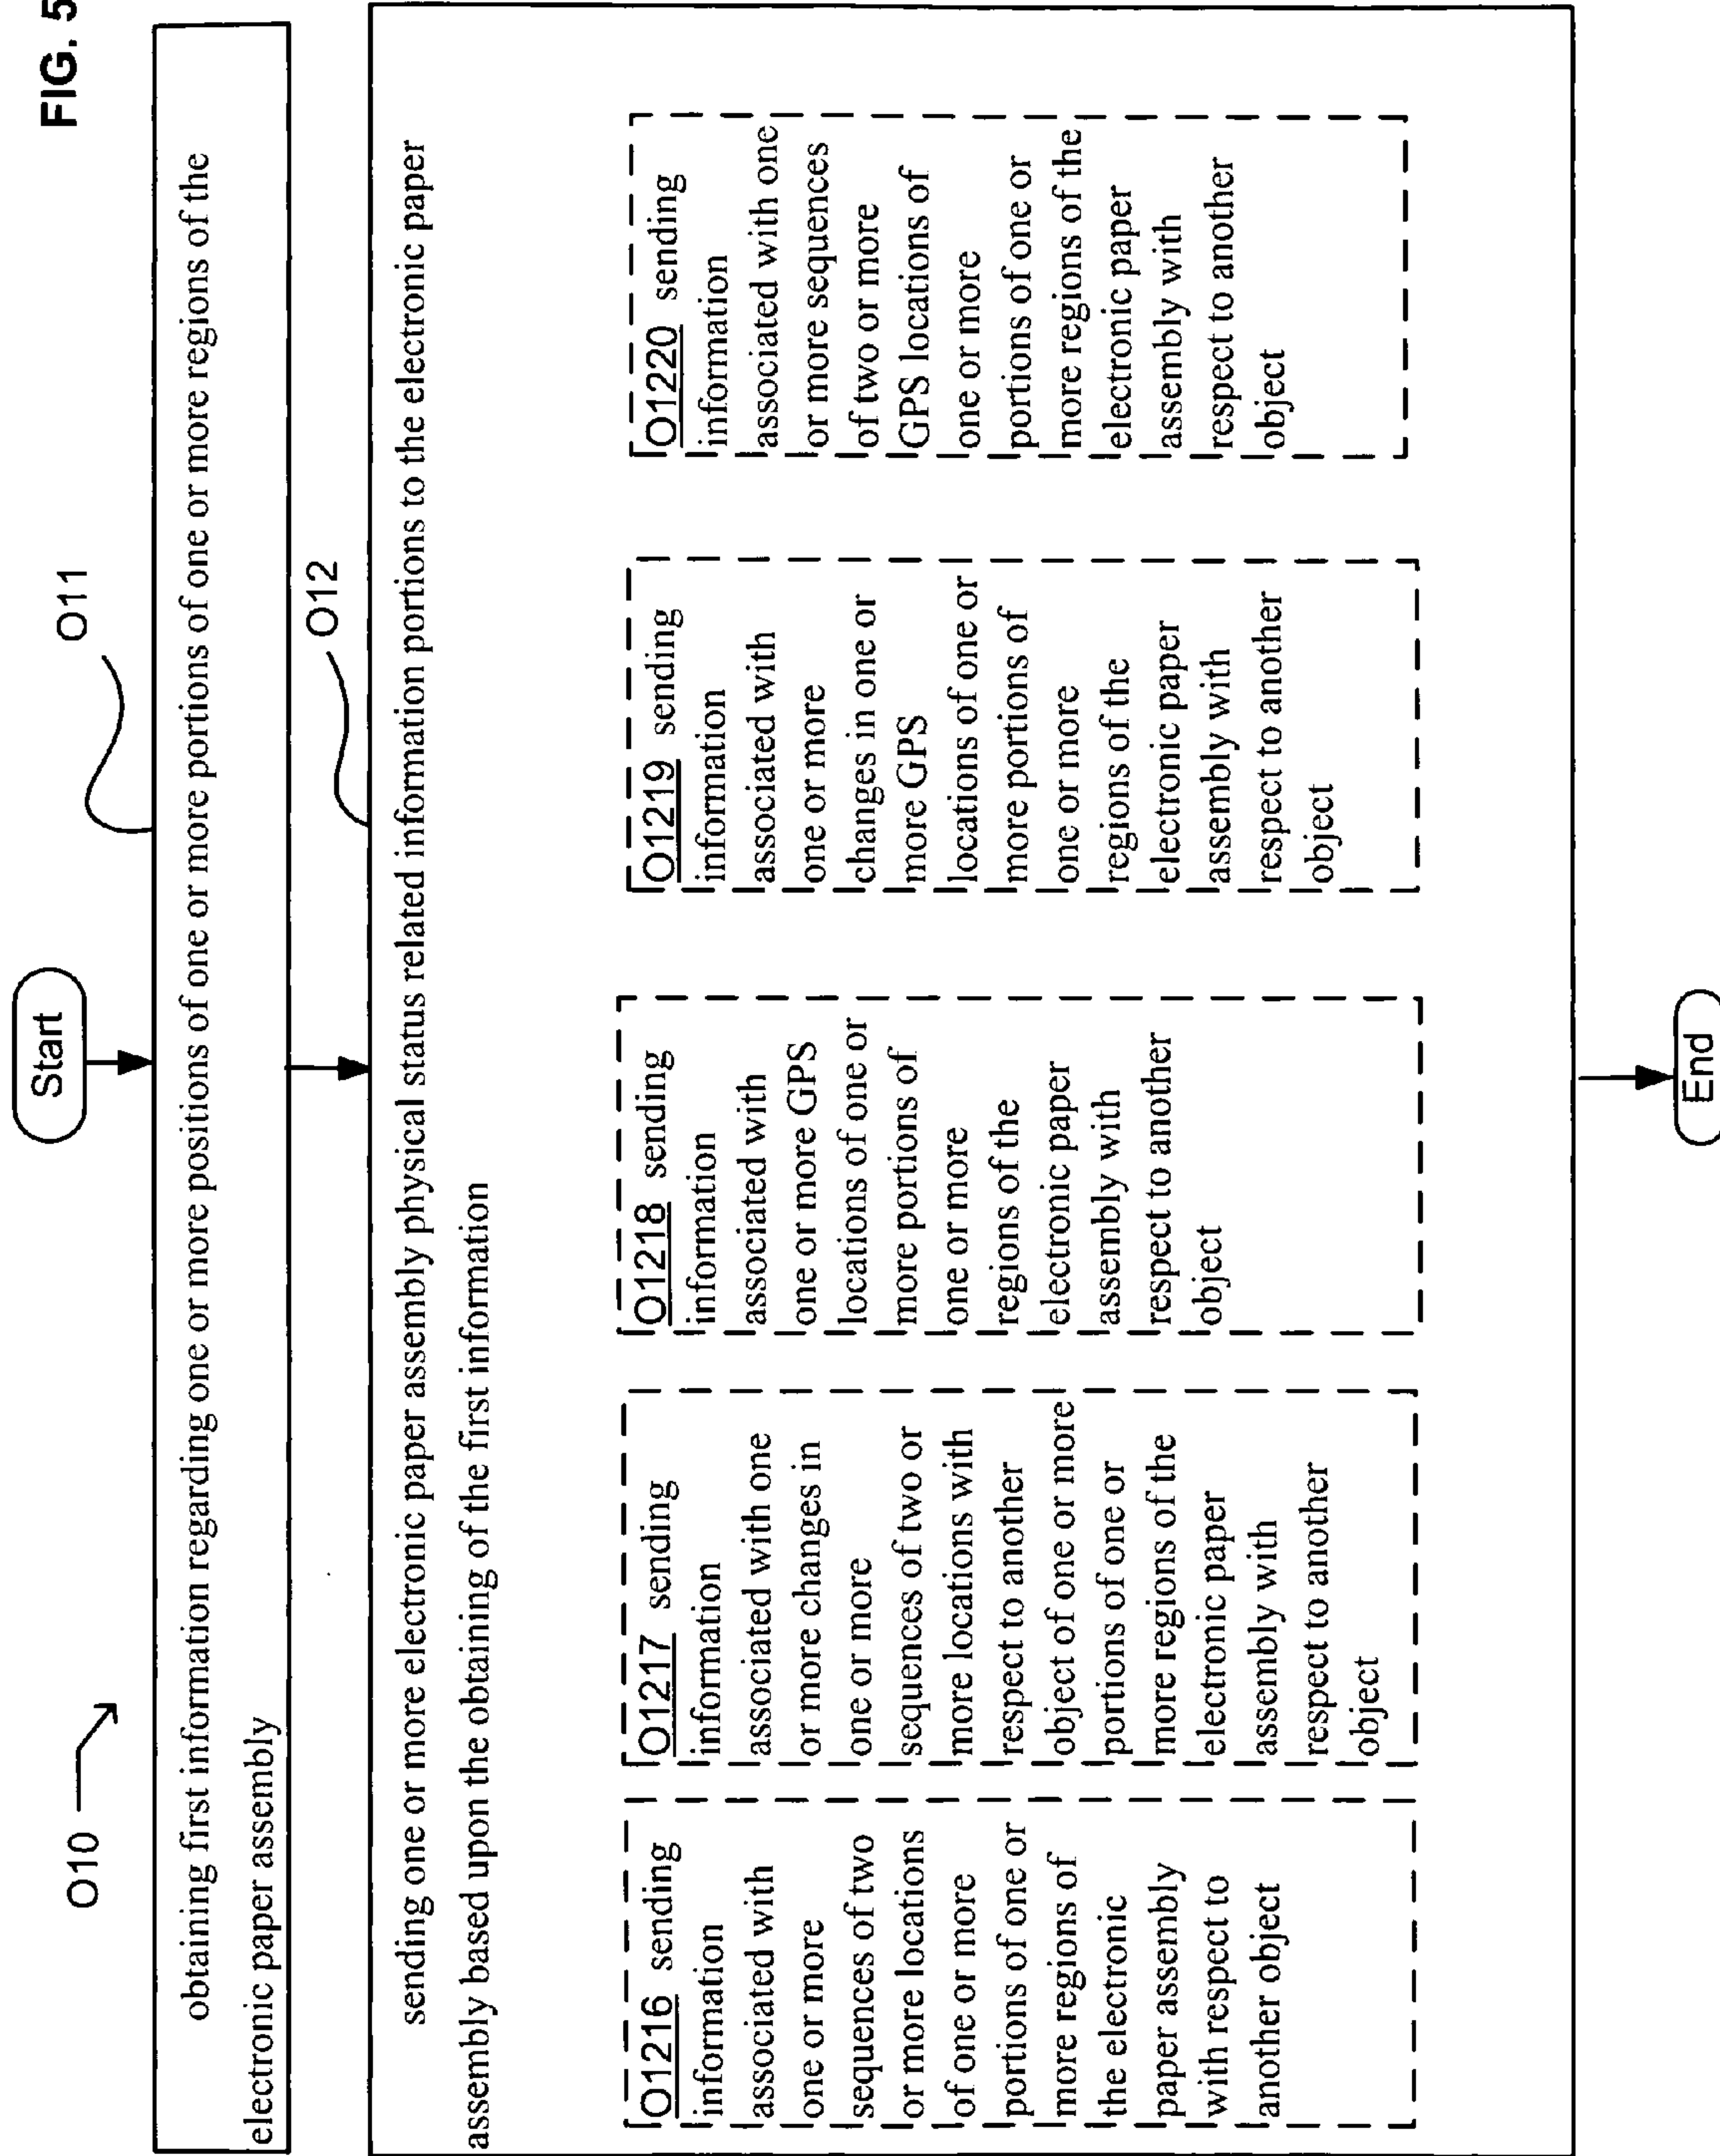 FIG. 5
O10
Start
O11
obtaining first information regarding one or more positions of one or more portions of one or more regions of the
electronic paper assembly
O12
sending one or more electronic paper assembly physical status related information portions to the electronic paper
assembly based upon the obtaining of the first information
O1216 sending
information
associated with
one or more
sequences of two
or more locations
of one or more
portions of one or
more regions of
the electronic
paper assembly
with respect to
another object
O1217 sending
information
associated with one
or more changes in
one or more
sequences of two or
more locations with
respect to another
object of one or more
portions of one or
more regions of the
electronic paper
assembly with
respect to another
object
O1218 sending
information
associated with
one or more GPS
locations of one or
more portions of
one or more
regions of the
electronic paper
assembly with
respect to another
object
O1219 sending
information
associated with
one or more
changes in one or
more GPS
locations of one or
more portions of
one or more
regions of the
electronic paper
assembly with
respect to another
object
O1220 sending
information
associated with one
or more sequences
of two or more
GPS locations of
one or more
portions of one or
more regions of the
electronic paper
assembly with
respect to another
object
End